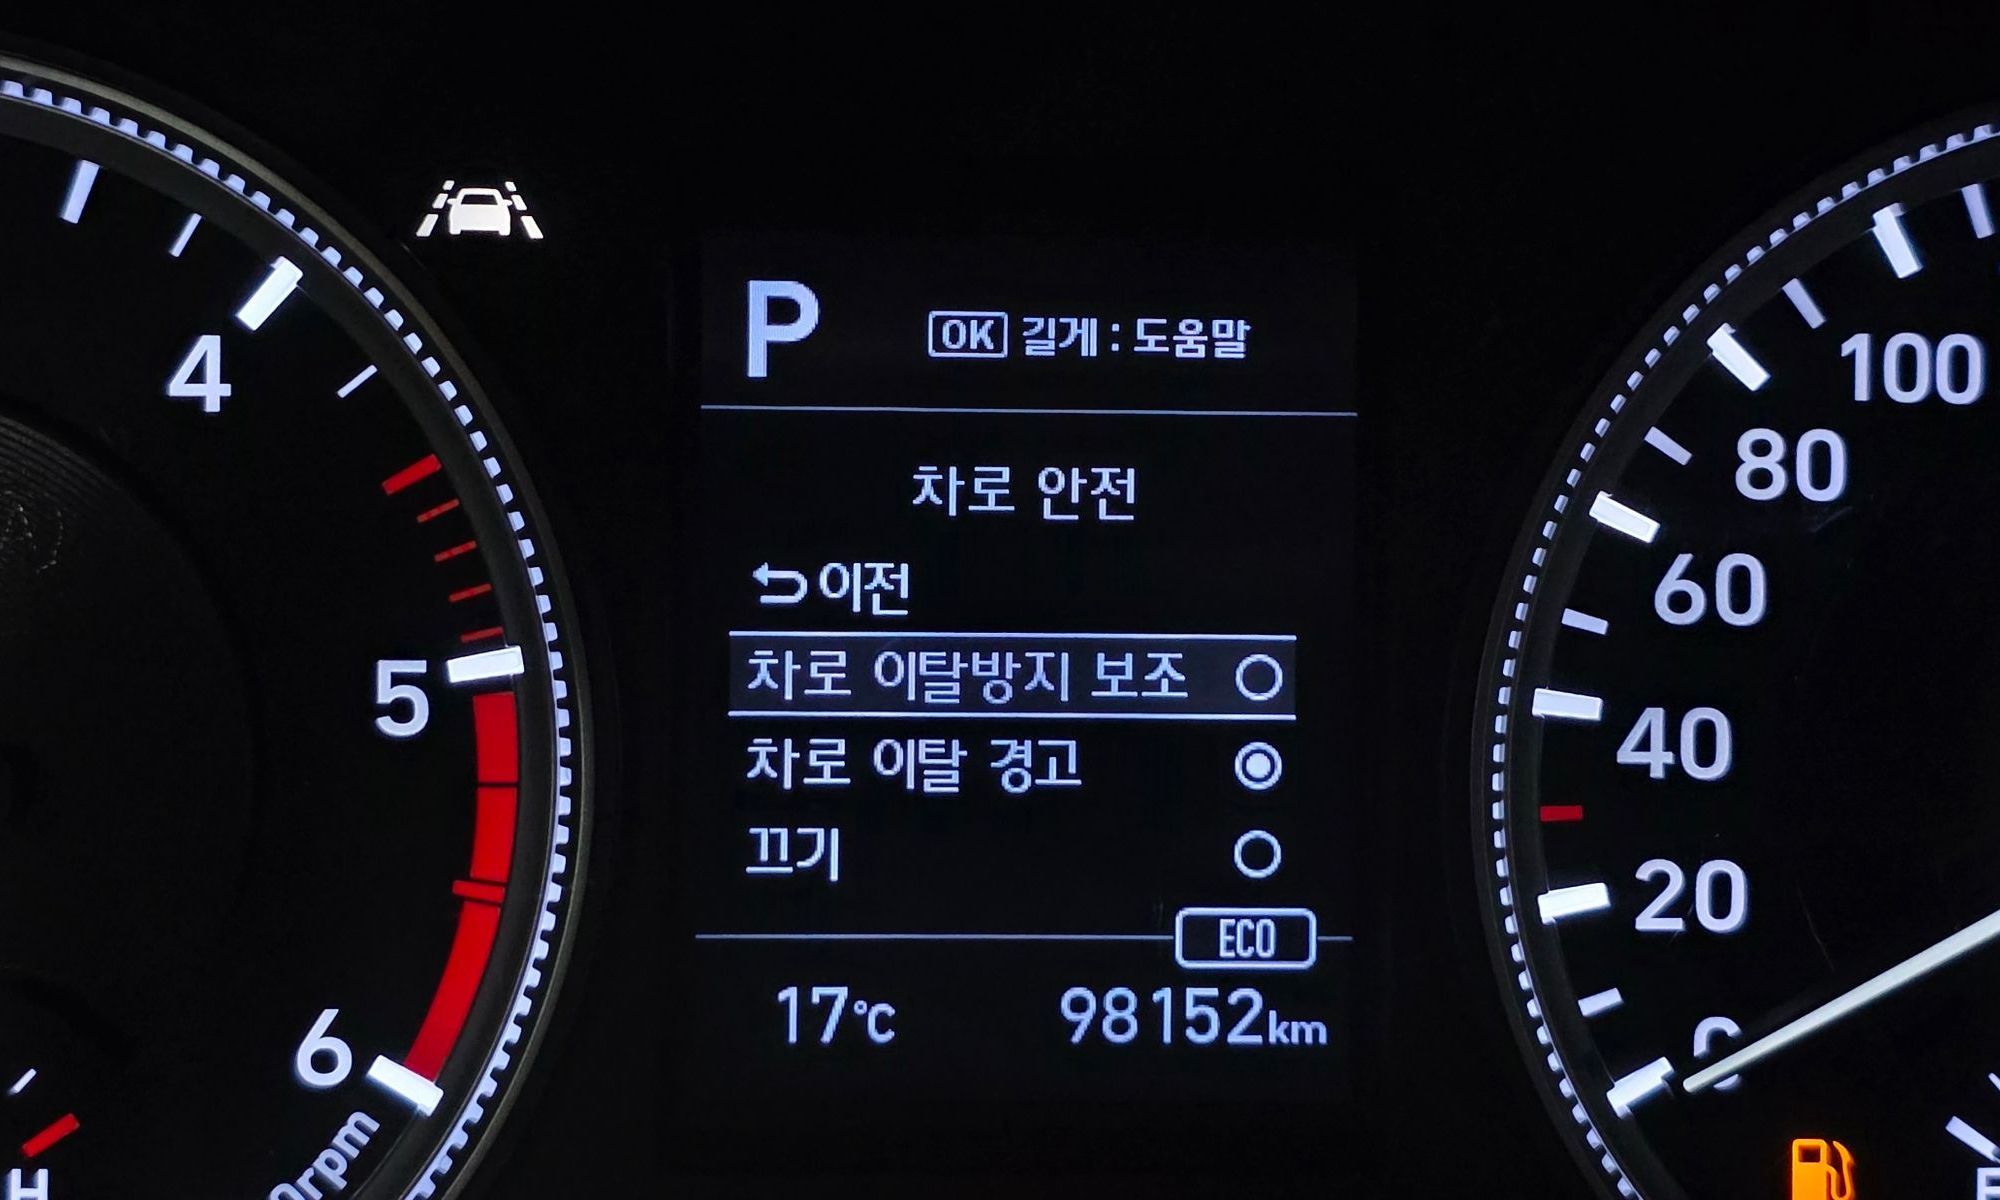 P
OK 길게 : 도움말
차로 안전
이전
차로 이탈방지 보조
차로 이탈 경고
끄기
ECO
17°C 98152km
4
5
6
H
100
80
60
40
20
0